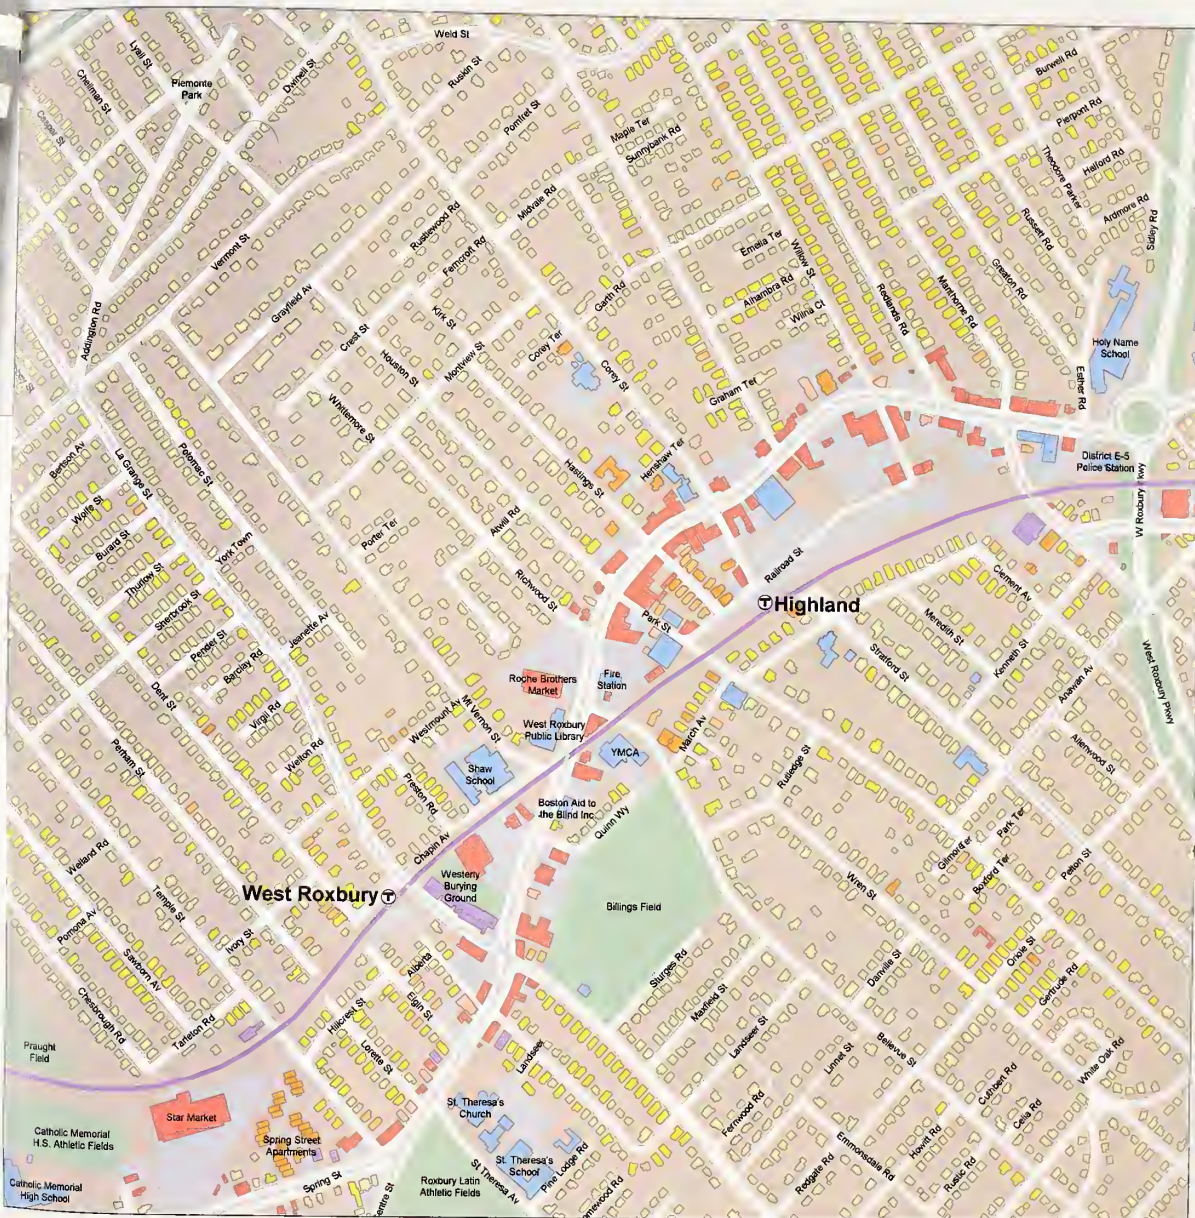 Weld St
Lyall St
Chellman St
Piemonte
Park
Dwinell St
Ruskin St
Pomfret St
Burwell Rd
Pierpont Rd
Maple Ter
Sunnybank Rd
Theodore Parker
Halford Rd
Ardmore Rd
Sidley Rd
Russett Rd
Midvale Rd
Rustlewood Rd
Ferncroft Rd
Vermont St
Emelia Ter
Willow St
Greaton Rd
Manthorne Rd
Redlands Rd
Alhambra Rd
Wilna Ct
Garth Rd
Grayfield Av
Addington Rd
Kirk St
Crest St
Houston St
Montview St
Corey Ter
Corey St
Holy Name
School
Esther Rd
Graham Ter
Whittemore St
Bertson Av
La Grange St
Potomac St
Hastings St
Henshaw Ter
District E-5
Police Station
W Roxbury Pkwy
Wolfe St
Burard St
Porter Ter
Atwill Rd
York Town
Thurlow St
Sherbrook St
Richwood St
Railroad St
Highland
Clement Av
Park St
Meredith St
Kenneth St
Pender St
Jeanette Av
Barclay Rd
Stratford St
Anawan Av
West Roxbury Pkwy
Dent St
Virgil Rd
Roche Brothers
Market
Fire
Station
Westmount Av
Mt Vernon St
West Roxbury
Public Library
March Av
Allenwood St
Welton Rd
Perham St
YMCA
Shaw
School
Preston Rd
Rutledge St
Boston Aid to
the Blind Inc.
Quinn Wy
Park Ter
Gilmore Ter
Boxford Ter
Pelton St
Chapin Av
Welland Rd
Westerly
Burying
Ground
West Roxbury
Wren St
Temple St
Billings Field
Pomona Av
Ivory St
Sawborn Av
Oriole St
Alberta
Sturges Rd
Danville St
Gertrude Rd
Elgin St
Maxfield St
Hillcrest St
Chesbrough Rd
Tarleton Rd
Landseer St
Bellevue St
Linnet St
White Oak Rd
Praught
Field
Lorette St
Landseer
Cuthbert Rd
Celia Rd
Star Market
St. Theresa's
Church
Fernwood Rd
Catholic Memorial
H.S. Athletic Fields
Spring Street
Apartments
Emmonsdale Rd
Howitt Rd
St. Theresa's
School
Pine Lodge Rd
Redgate Rd
Rusic Rd
Catholic Memorial
High School
Spring St
Roxbury Latin
Athletic Fields
St Theresa Av